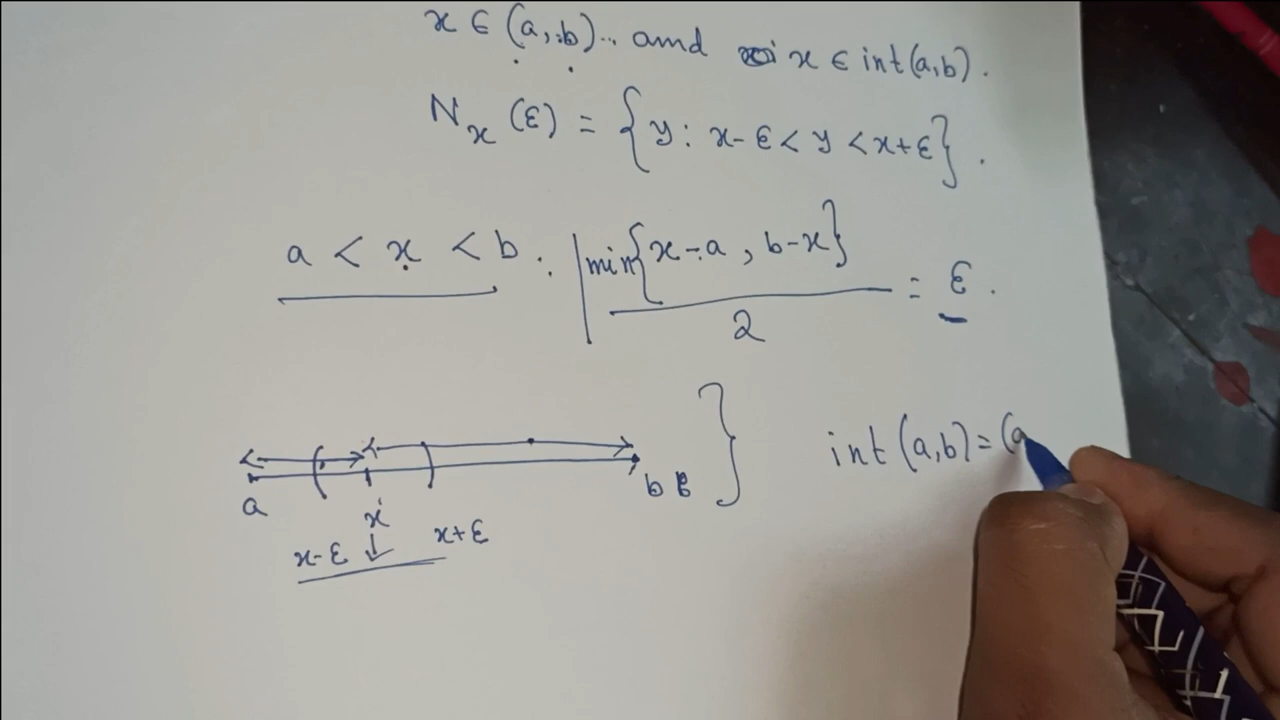 x ∈ (a, b). and x ∈ int(a,b).
N_x (ε) = {y : x-ε < y < x+ε}.
a < x < b. | min{x-a, b-x} / 2 = ε.
int (a,b) = (a
a x b
x-ε ↓ x+ε